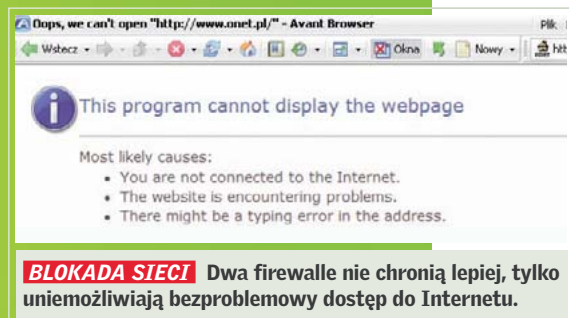 Oops, we can't open "http://www.onet.pl/" - Avant Browser Plik
Wstecz Okna Nowy htt
This program cannot display the webpage
Most likely causes:
• You are not connected to the Internet.
• The website is encountering problems.
• There might be a typing error in the address.
BLOKADA SIECI Dwa firewalle nie chronią lepiej, tylko
uniemożliwiają bezproblemowy dostęp do Internetu.